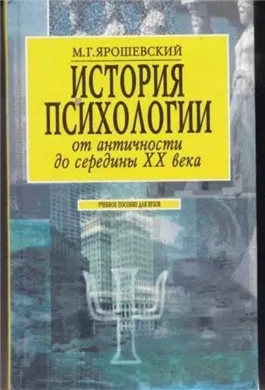 М.Г.ЯРОШЕВСКИЙ
ИСТОРИЯ
ПСИХОЛОГИИ
от античности
до середины XX века
УЧЕБНОЕ ПОСОБИЕ ДЛЯ ВУЗОВ